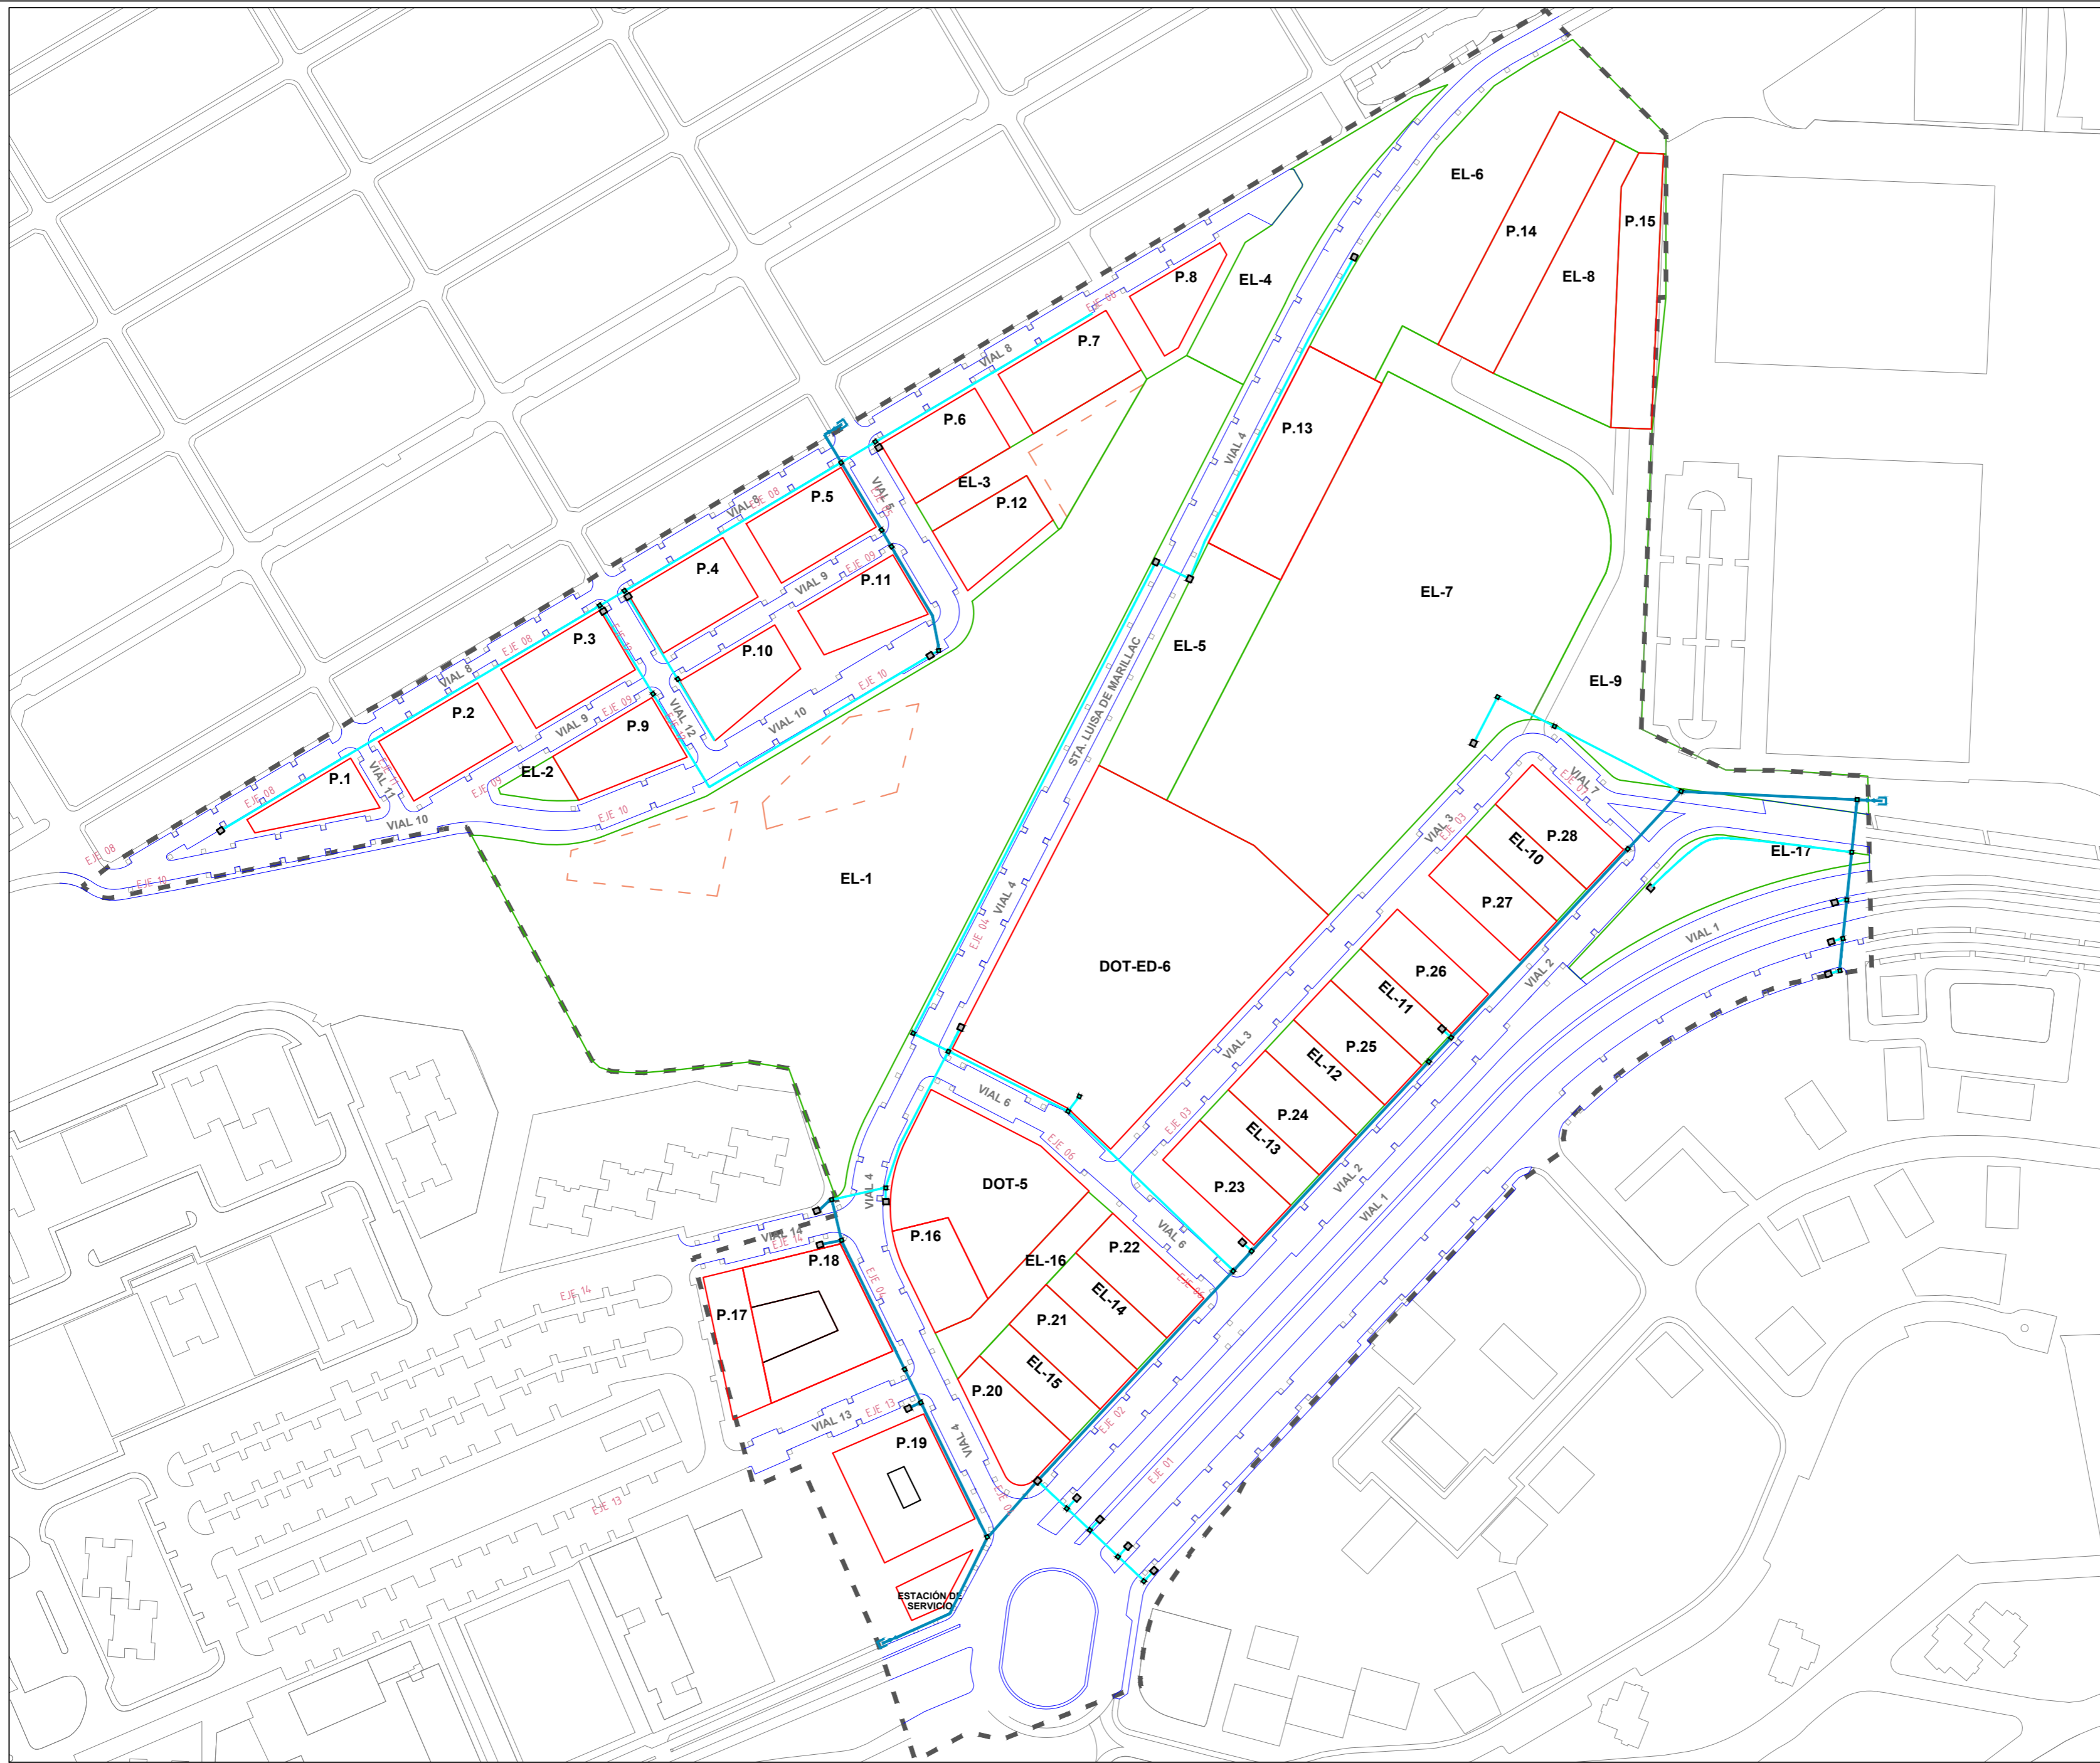 EL-6
P.14
P.15
EL-8
EL-4
P.8
EJE 08
P.7
VIAL 8
P.13
P.6
VIAL 4
EL-3
P.12
VIAL 5
P.5
EJE 08
VIAL 8
EJE 09
P.11
VIAL 9
P.4
EL-7
P.3
EJE 08
P.10
EL-5
STA. LUISA DE MARILLAC
VIAL 8
EJE 10
EL-9
P.2
EJE 09
P.9
VIAL 12
VIAL 10
VIAL 9
P.1
VIAL 11
EL-2
EJE 09
EJE 08
VIAL 10
EJE 10
VIAL 7
EJE 07
VIAL 3
EJE 03
P.28
EL-10
EL-17
EJE 08
EJE 10
EL-1
VIAL 4
EJE 04
P.27
VIAL 1
DOT-ED-6
P.26
VIAL 2
EL-11
P.25
VIAL 3
EL-12
VIAL 6
P.24
EJE 03
EL-13
EJE 06
VIAL 2
DOT-5
P.23
VIAL 4
VIAL 1
VIAL 14
EJE 14
P.16
VIAL 6
P.22
P.18
EL-16
EJE 04
EJE 06
EJE 14
EL-14
P.17
P.21
EL-15
P.20
VIAL 13
EJE 13
EJE 02
P.19
VIAL 4
EJE 01
EJE 13
ESTACIÓN DE
SERVICIO